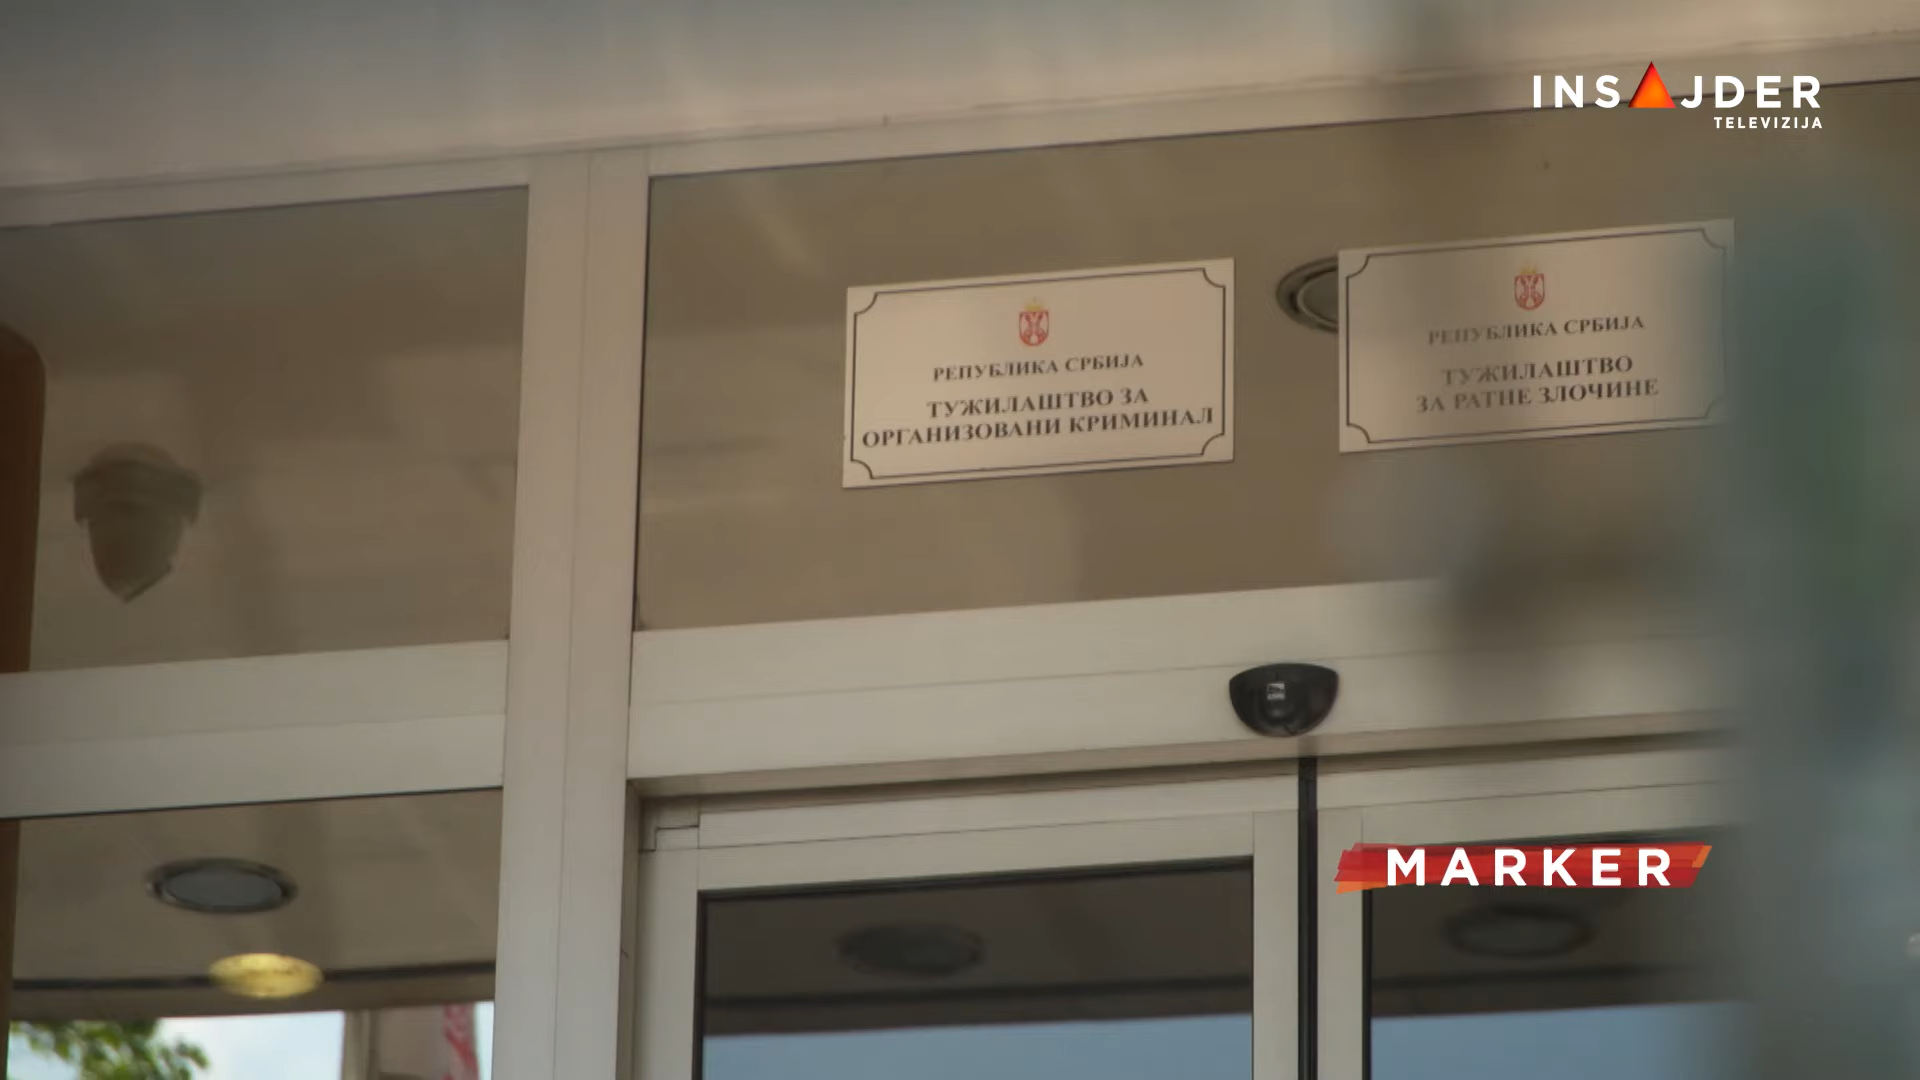 INSAJDER
TELEVIZIJA
РЕПУБЛИКА СРБИЈА
ТУЖИЛАШТВО ЗА
ОРГАНИЗОВАНИ КРИМИНАЛ
РЕПУБЛИКА СРБИЈА
ТУЖИЛАШТВО
ЗА РАТНЕ ЗЛОЧИНЕ
MARKER